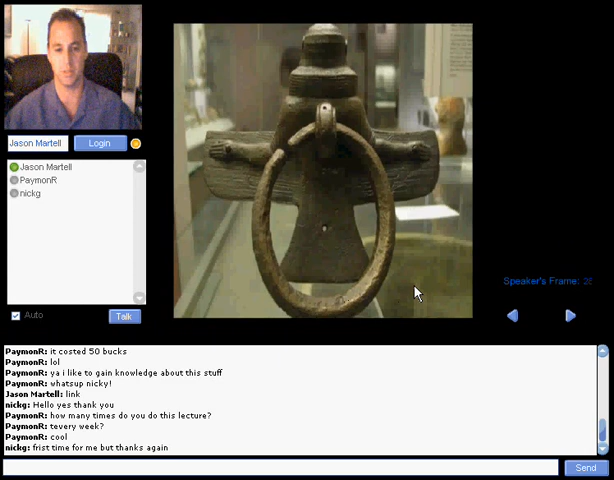 Jason Martell
Login
Jason Martell
PaymonR
nickg
Auto
Talk
Speaker's Frame:
PaymonR: it costed 50 bucks
PaymonR: lol
PaymonR: ya i like to gain knowledge about this stuff
PaymonR: whatsup nicky!
Jason Martell: link
nickg: Hello yes thank you
PaymonR: how many times do you do this lecture?
PaymonR: tevery week?
PaymonR: cool
nickg: frist time for me but thanks again
Send